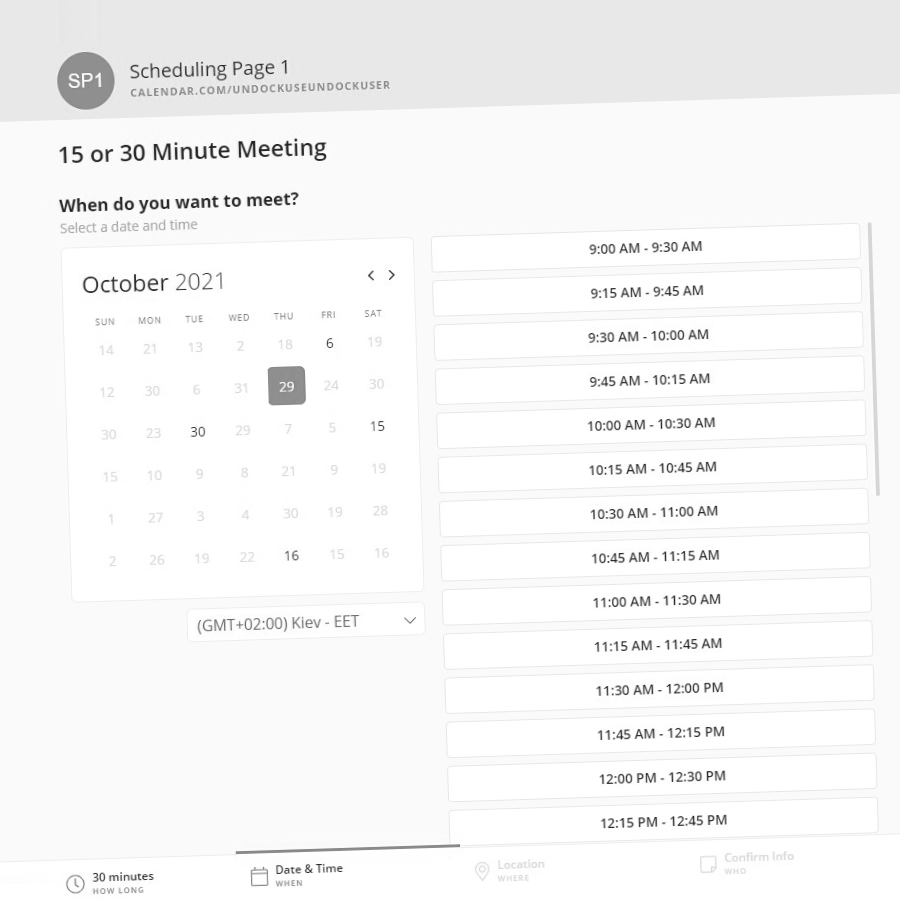 SP1
Scheduling Page 1
CALENDAR.COM/UNDOCKUSEUNDOCKUSER
15 or 30 Minute Meeting
When do you want to meet?
Select a date and time
October 2021
SUN MON TUE WED THU FRI SAT
14 21 13 2 18 6 19
12 30 6 31 29 24 30
30 23 30 29 7 5 15
15 10 9 8 21 9 19
1 27 3 4 30 19 28
2 26 19 22 16 15 16
(GMT+02:00) Kiev - EET
9:00 AM - 9:30 AM
9:15 AM - 9:45 AM
9:30 AM - 10:00 AM
9:45 AM - 10:15 AM
10:00 AM - 10:30 AM
10:15 AM - 10:45 AM
10:30 AM - 11:00 AM
10:45 AM - 11:15 AM
11:00 AM - 11:30 AM
11:15 AM - 11:45 AM
11:30 AM - 12:00 PM
11:45 AM - 12:15 PM
12:00 PM - 12:30 PM
12:15 PM - 12:45 PM
30 minutes
HOW LONG
Date & Time
WHEN
Location
WHERE
Confirm Info
WHO